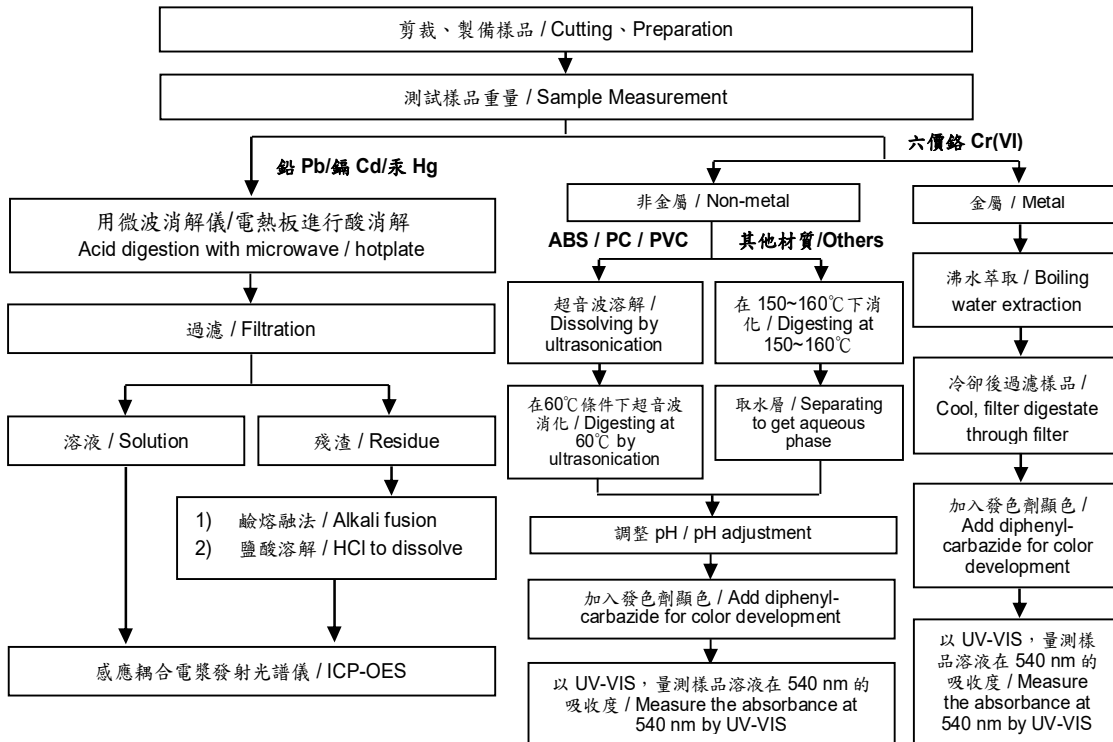 剪裁、製備樣品 / Cutting、Preparation
測試樣品重量 / Sample Measurement
鉛 Pb/鎘 Cd/汞 Hg
六價鉻 Cr(VI)
用微波消解儀/電熱板進行酸消解
Acid digestion with microwave / hotplate
過濾 / Filtration
溶液 / Solution
殘渣 / Residue
1) 鹼熔融法 / Alkali fusion
2) 鹽酸溶解 / HCl to dissolve
感應耦合電漿發射光譜儀 / ICP-OES
非金屬 / Non-metal
ABS / PC / PVC
其他材質/Others
超音波溶解 /
Dissolving by
ultrasonication
在 150~160℃下消
化 / Digesting at
150~160℃
在60℃條件下超音波
消化 / Digesting at
60℃ by
ultrasonication
取水層 / Separating
to get aqueous
phase
調整 pH / pH adjustment
加入發色劑顯色 / Add diphenyl-
carbazide for color development
以 UV-VIS，量測樣品溶液在 540 nm 的
吸收度 / Measure the absorbance at
540 nm by UV-VIS
金屬 / Metal
沸水萃取 / Boiling
water extraction
冷卻後過濾樣品 /
Cool, filter digestate
through filter
加入發色劑顯色 /
Add diphenyl-
carbazide for color
development
以 UV-VIS，量測樣
品溶液在 540 nm 的
吸收度 / Measure
the absorbance at
540 nm by UV-VIS